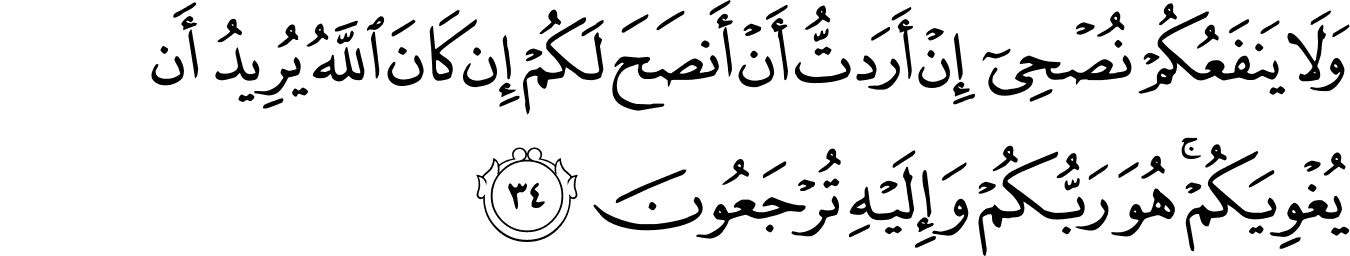 وَلَا يَنفَعُكُمْ نُصْحِىٓ إِنْ أَرَدتُّ أَنْ أَنصَحَ لَكُمْ إِن كَانَ ٱللَّهُ يُرِيدُ أَن
يُغْوِيَكُمْ ۚ هُوَ رَبُّكُمْ وَإِلَيْهِ تُرْجَعُونَ ٣٤